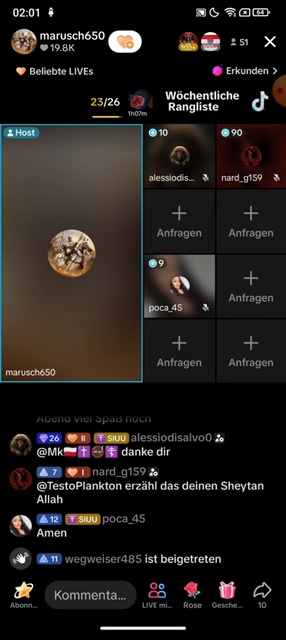 02:01
64
marusch650
19.8K
100+
100+
51
Beliebte LIVEs
Erkunden >
23/26
1h07m
Wöchentliche
Rangliste
Host
marusch650
10
alessiodis...
90
nard_g159
Anfragen
Anfragen
9
poca_45
Anfragen
Anfragen
Anfragen
Abend viel Spaß noch
26 II SIUU alessiodisalvo0
@Mk🇵🇱✝️ danke dir
7 I nard_g159
@TestoPlankton erzähl das deinen Sheytan
Allah
12 SIUU poca_45
Amen
11 wegweiser485 ist beigetreten
Kommenta...
Abonn...
LIVE mi...
Rose
Gesche...
10